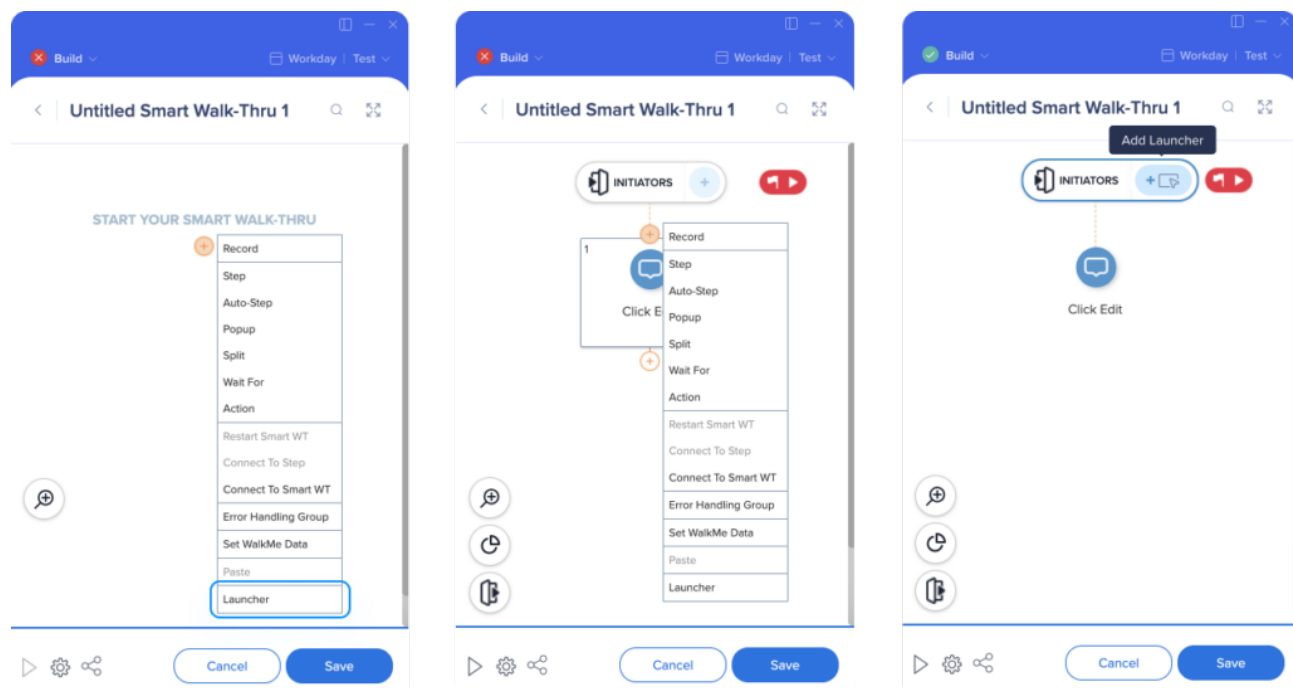 Build
Workday | Test
Untitled Smart Walk-Thru 1
START YOUR SMART WALK-THRU
Record
Step
Auto-Step
Popup
Split
Wait For
Action
Restart Smart WT
Connect To Step
Connect To Smart WT
Error Handling Group
Set WalkMe Data
Paste
Launcher
Cancel
Save
Build
Workday | Test
Untitled Smart Walk-Thru 1
INITIATORS
1
Click E
Record
Step
Auto-Step
Popup
Split
Wait For
Action
Restart Smart WT
Connect To Step
Connect To Smart WT
Error Handling Group
Set WalkMe Data
Paste
Launcher
Cancel
Save
Build
Workday | Test
Untitled Smart Walk-Thru 1
Add Launcher
INITIATORS
Click Edit
Cancel
Save